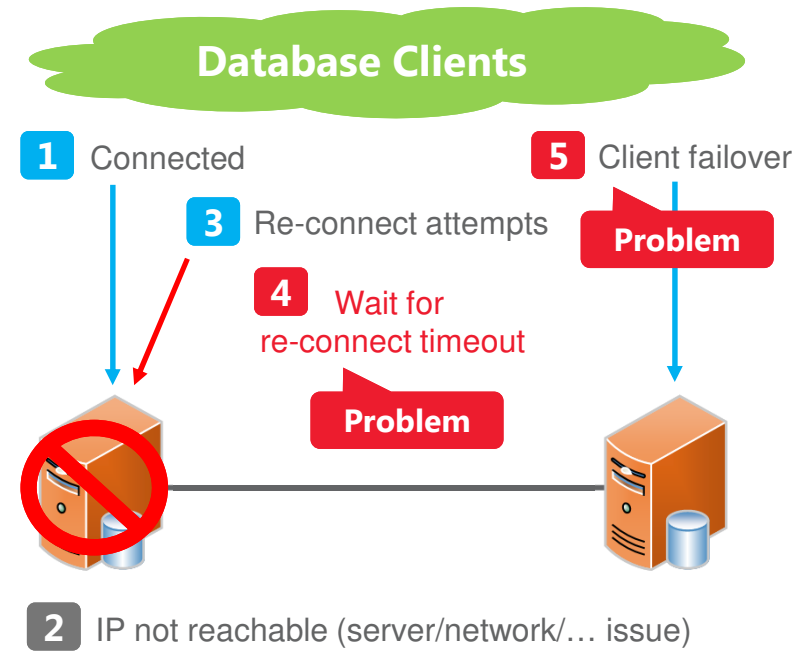 Database Clients
1 Connected
5 Client failover
3 Re-connect attempts
Problem
4 Wait for
re-connect timeout
Problem
2 IP not reachable (server/network/… issue)